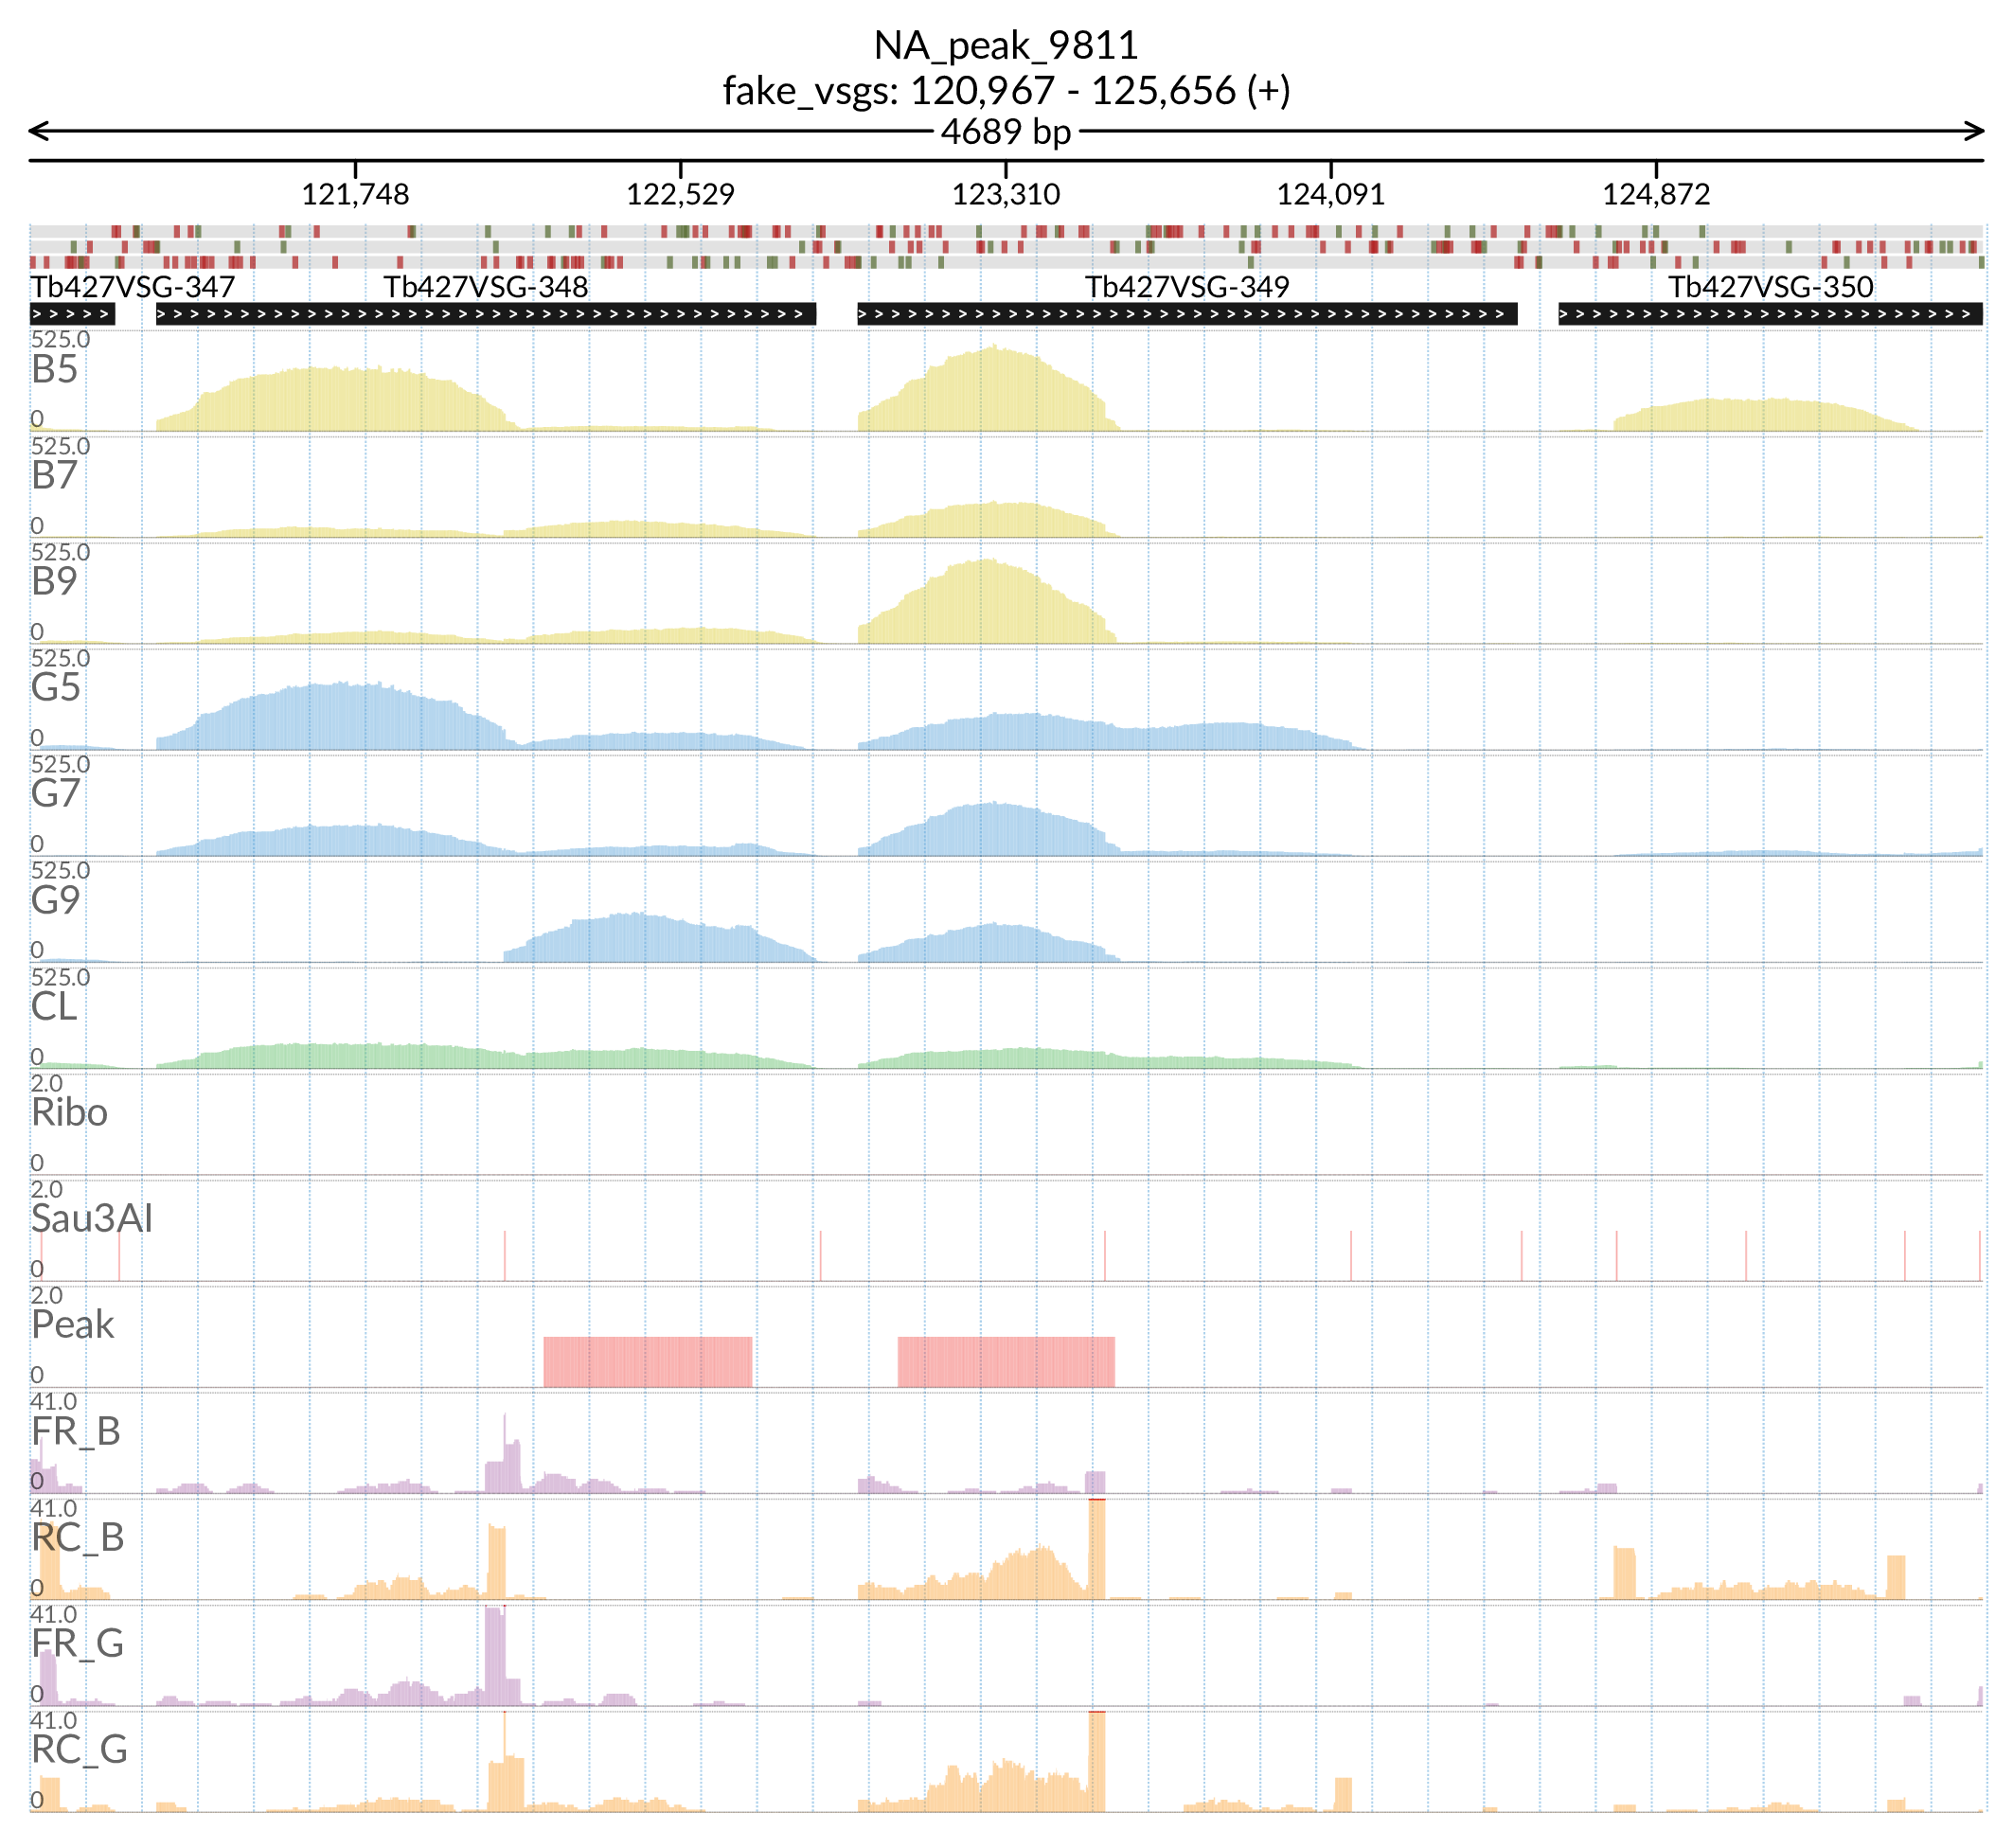 NA_peak_9811
fake_vsgs: 120,967 - 125,656 (+)
4689 bp
121,748 122,529 123,310 124,091 124,872
Tb427VSG-347 Tb427VSG-348 Tb427VSG-349 Tb427VSG-350
525.0
B5
0
525.0
B7
0
525.0
B9
0
525.0
G5
0
525.0
G7
0
525.0
G9
0
525.0
CL
0
2.0
Ribo
0
2.0
Sau3AI
0
2.0
Peak
0
41.0
FR_B
0
41.0
RC_B
0
41.0
FR_G
0
41.0
RC_G
0